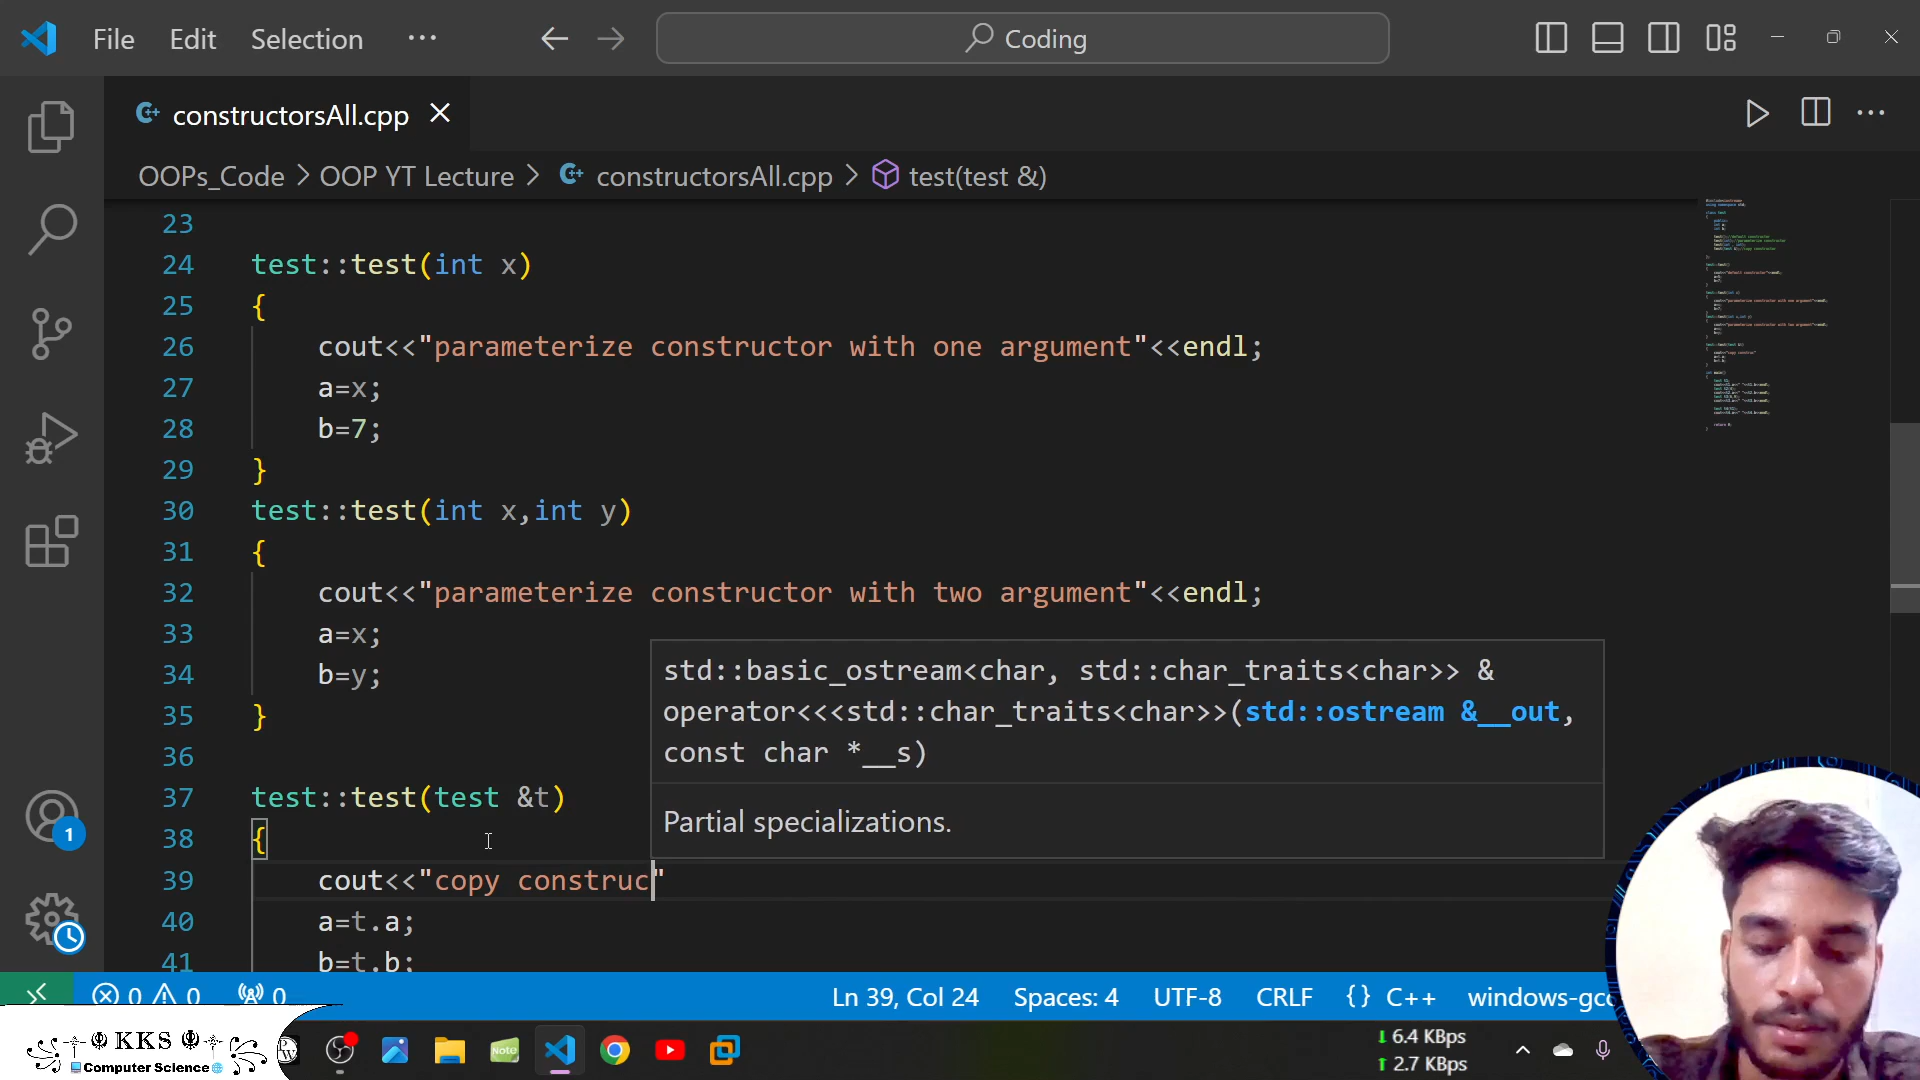 File Edit Selection ··· Coding
constructorsAll.cpp
OOPs_Code > OOP YT Lecture > constructorsAll.cpp > test(test &)
23
24 test::test(int x)
25 {
26 cout<<"parameterize constructor with one argument"<<endl;
27 a=x;
28 b=7;
29 }
30 test::test(int x,int y)
31 {
32 cout<<"parameterize constructor with two argument"<<endl;
33 a=x;
34 b=y;
35 }
36
37 test::test(test &t)
38 {
39 cout<<"copy construc"
40 a=t.a;
41 b=t.b;
std::basic_ostream<char, std::char_traits<char>> &
operator<<<std::char_traits<char>>(std::ostream &__out,
const char *__s)
Partial specializations.
1
0 0 0 Ln 39, Col 24 Spaces: 4 UTF-8 CRLF {} C++ windows-gcc
KKS
Computer Science
PW
Note
6.4 KBps
2.7 KBps